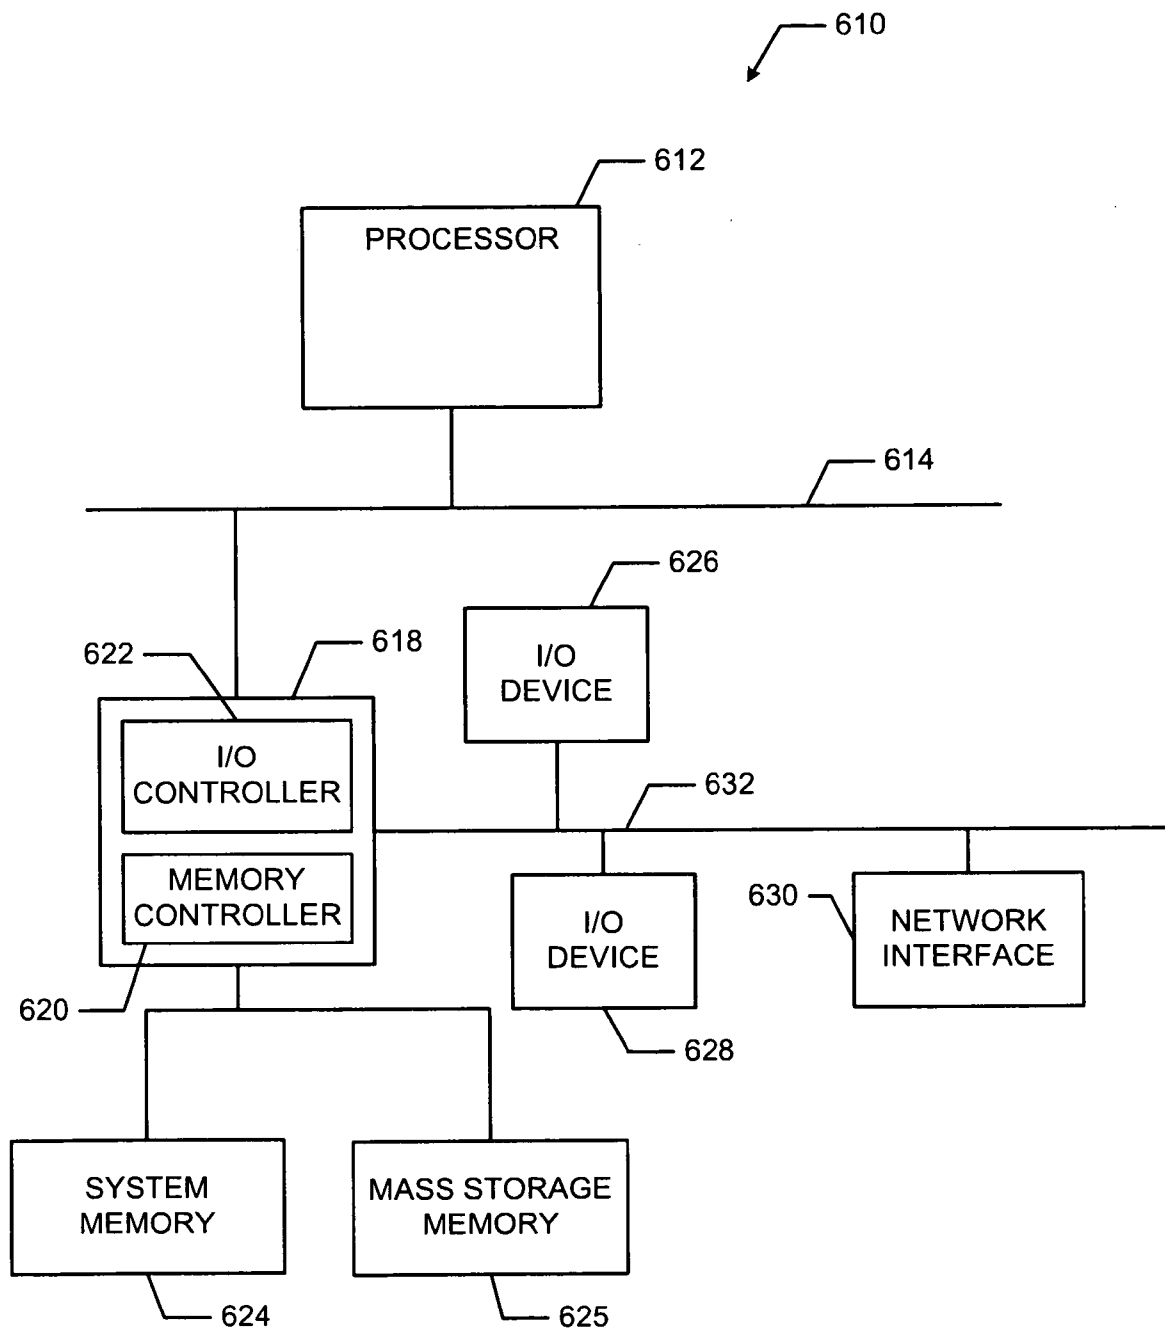 610
612
PROCESSOR
614
626
I/O
DEVICE
618
622
I/O
CONTROLLER
632
MEMORY
CONTROLLER
620
I/O
DEVICE
628
630
NETWORK
INTERFACE
SYSTEM
MEMORY
624
MASS STORAGE
MEMORY
625